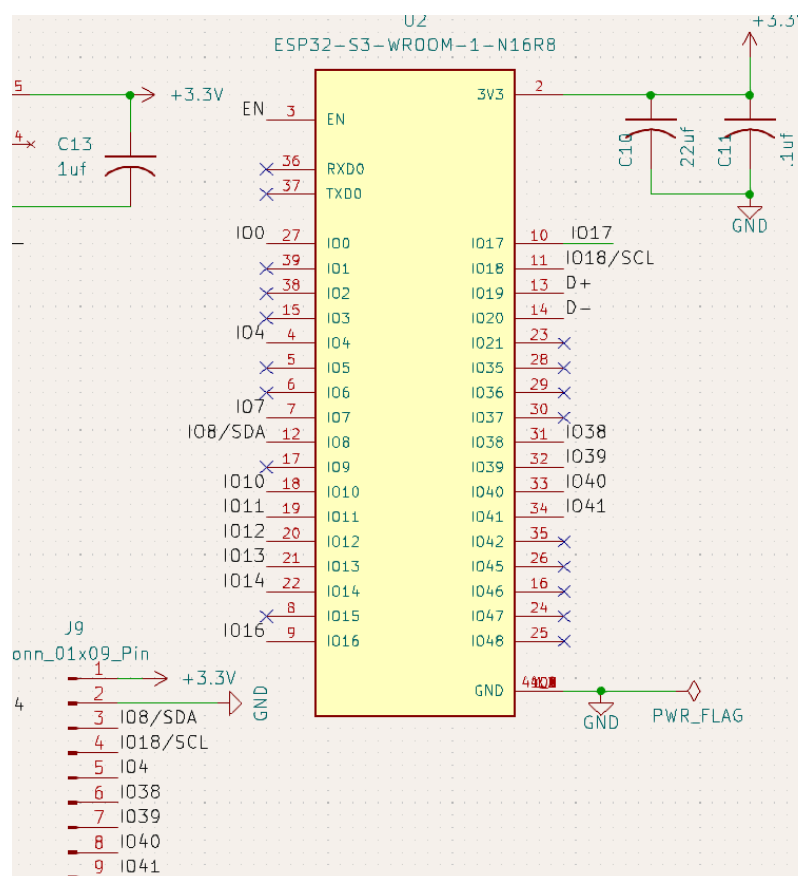 U2
ESP32-S3-WROOM-1-N16R8
+3.3V
5
+3.3V
4
C13
1uf
EN 3 EN
3V3 2
C10 22uf
C11 .1uf
GND
36 RXD0
37 TXD0
IO0 27 IO0
39 IO1
38 IO2
15 IO3
IO4 4 IO4
5 IO5
6 IO6
IO7 7 IO7
IO8/SDA 12 IO8
17 IO9
IO10 18 IO10
IO11 19 IO11
IO12 20 IO12
IO13 21 IO13
IO14 22 IO14
8 IO15
IO16 9 IO16
IO17 10 IO17
IO18 11 IO18/SCL
IO19 13 D+
IO20 14 D-
IO21 23
IO35 28
IO36 29
IO37 30
IO38 31 IO38
IO39 32 IO39
IO40 33 IO40
IO41 34 IO41
IO42 35
IO45 26
IO46 16
IO47 24
IO48 25
GND
GND
PWR_FLAG
J9
onn_01x09_Pin
4
1 +3.3V
2 GND
3 IO8/SDA
4 IO18/SCL
5 IO4
6 IO38
7 IO39
8 IO40
9 IO41